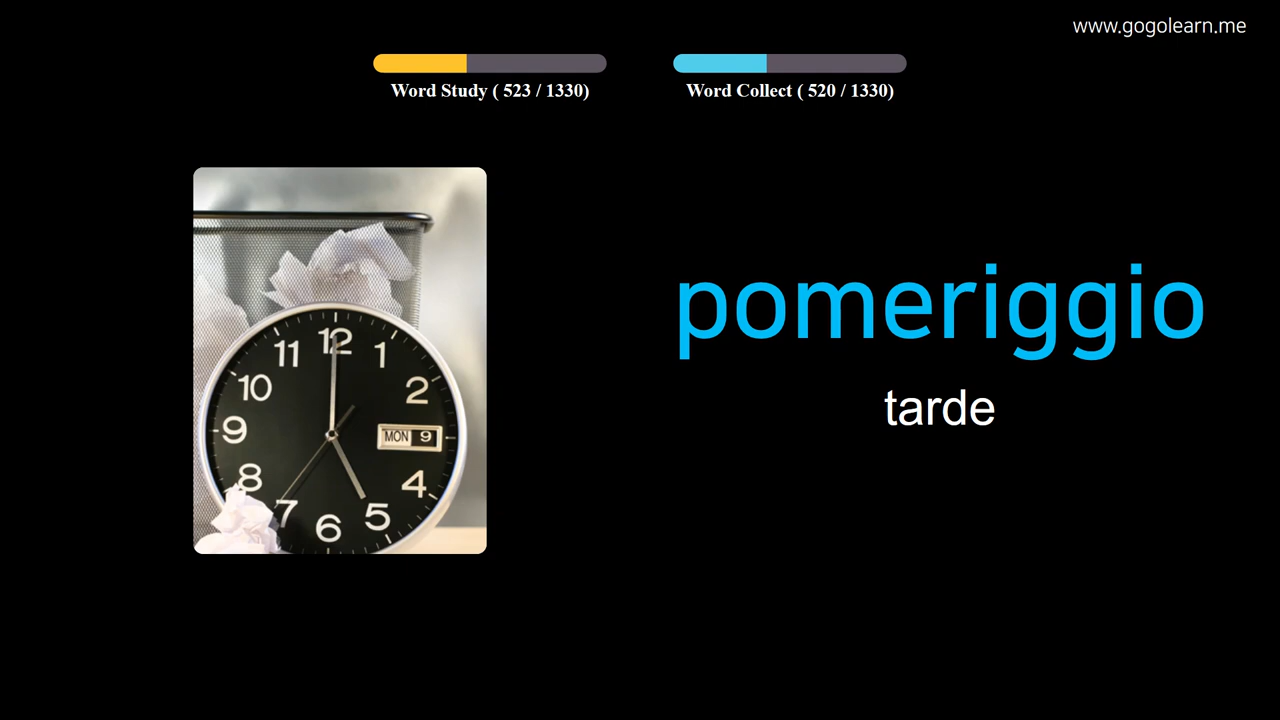 www.gogolearn.me
Word Study ( 523 / 1330)
Word Collect ( 520 / 1330)
pomeriggio
tarde
12
11
1
10
2
9
MON 9
8
4
7
5
6